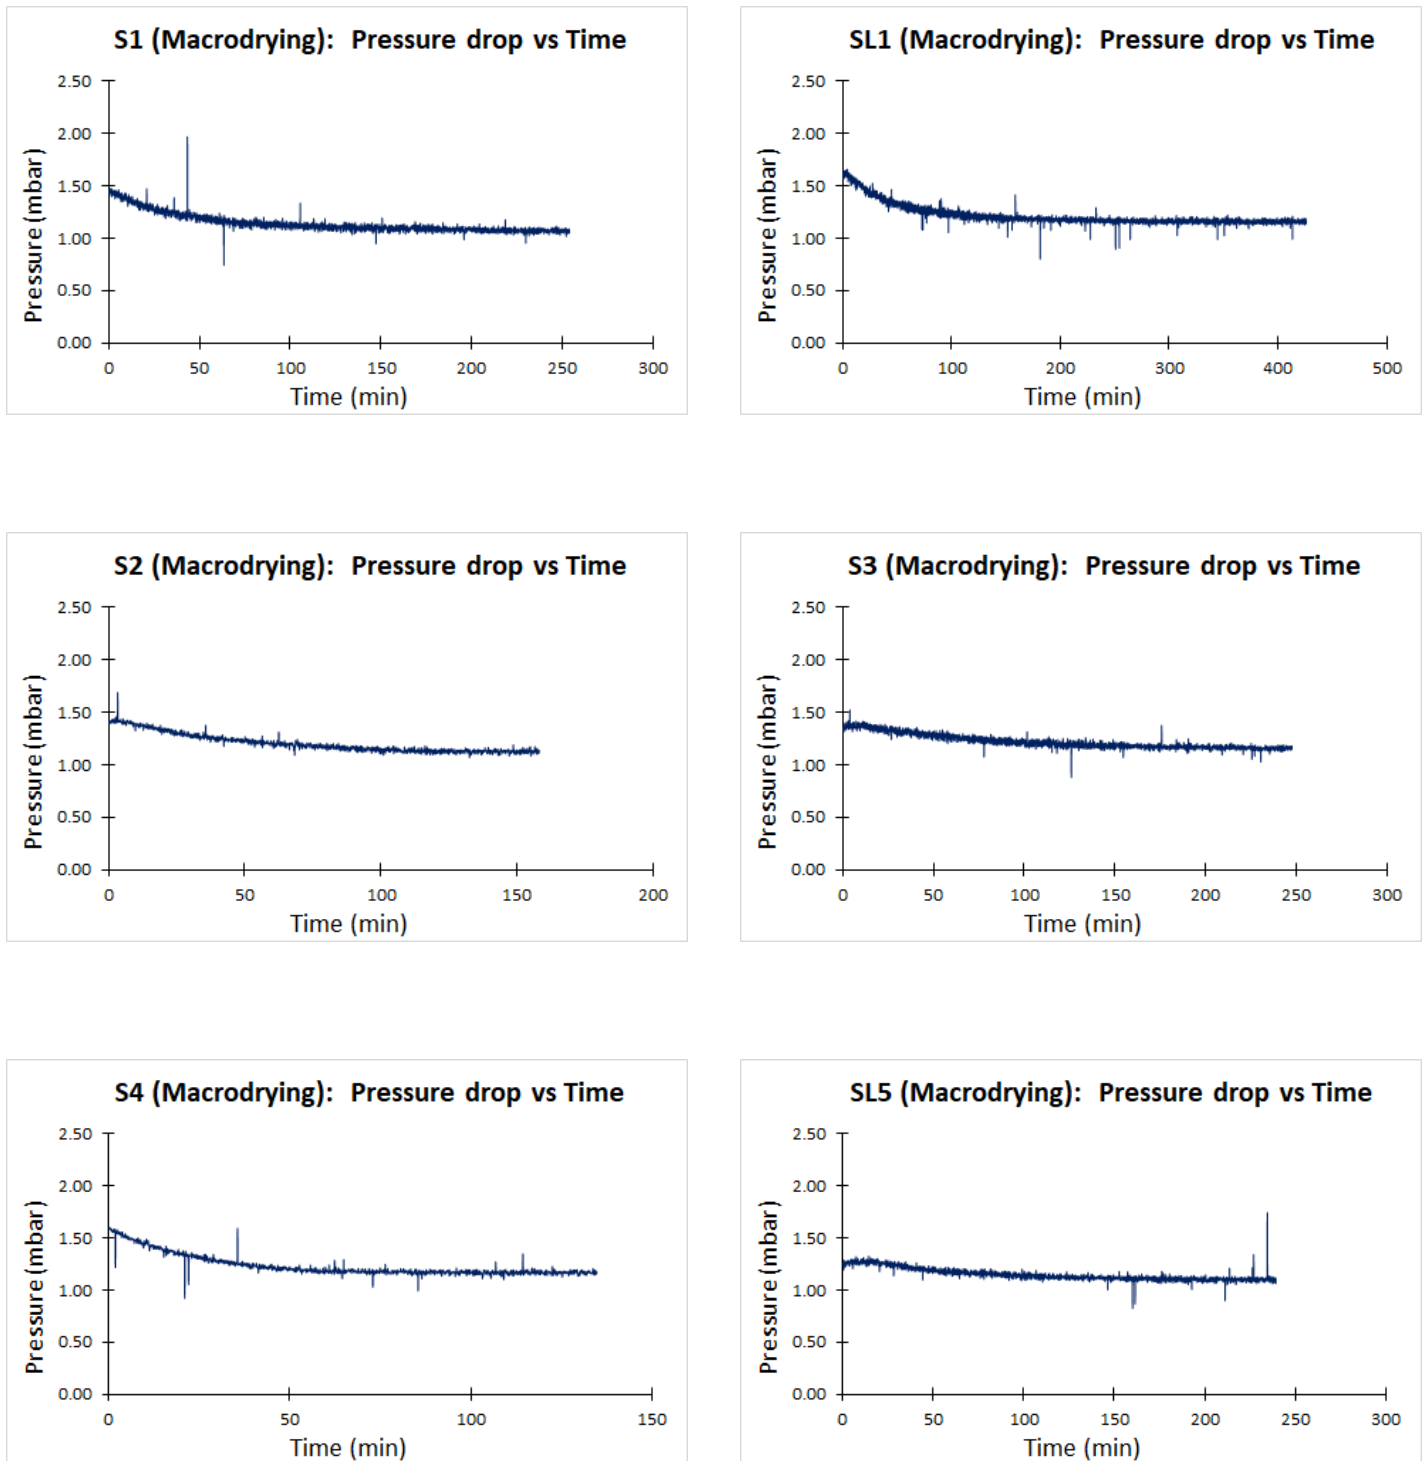 S1 (Macrodrying):  Pressure drop vs Time
2.50
2.00
1.50
1.00
0.50
0.00
Pressure (mbar)
0 50 100 150 200 250 300
Time (min)
SL1 (Macrodrying):  Pressure drop vs Time
2.50
2.00
1.50
1.00
0.50
0.00
Pressure (mbar)
0 100 200 300 400 500
Time (min)
S2 (Macrodrying):  Pressure drop vs Time
2.50
2.00
1.50
1.00
0.50
0.00
Pressure (mbar)
0 50 100 150 200
Time (min)
S3 (Macrodrying):  Pressure drop vs Time
2.50
2.00
1.50
1.00
0.50
0.00
Pressure (mbar)
0 50 100 150 200 250 300
Time (min)
S4 (Macrodrying):  Pressure drop vs Time
2.50
2.00
1.50
1.00
0.50
0.00
Pressure (mbar)
0 50 100 150
Time (min)
SL5 (Macrodrying):  Pressure drop vs Time
2.50
2.00
1.50
1.00
0.50
0.00
Pressure (mbar)
0 50 100 150 200 250 300
Time (min)